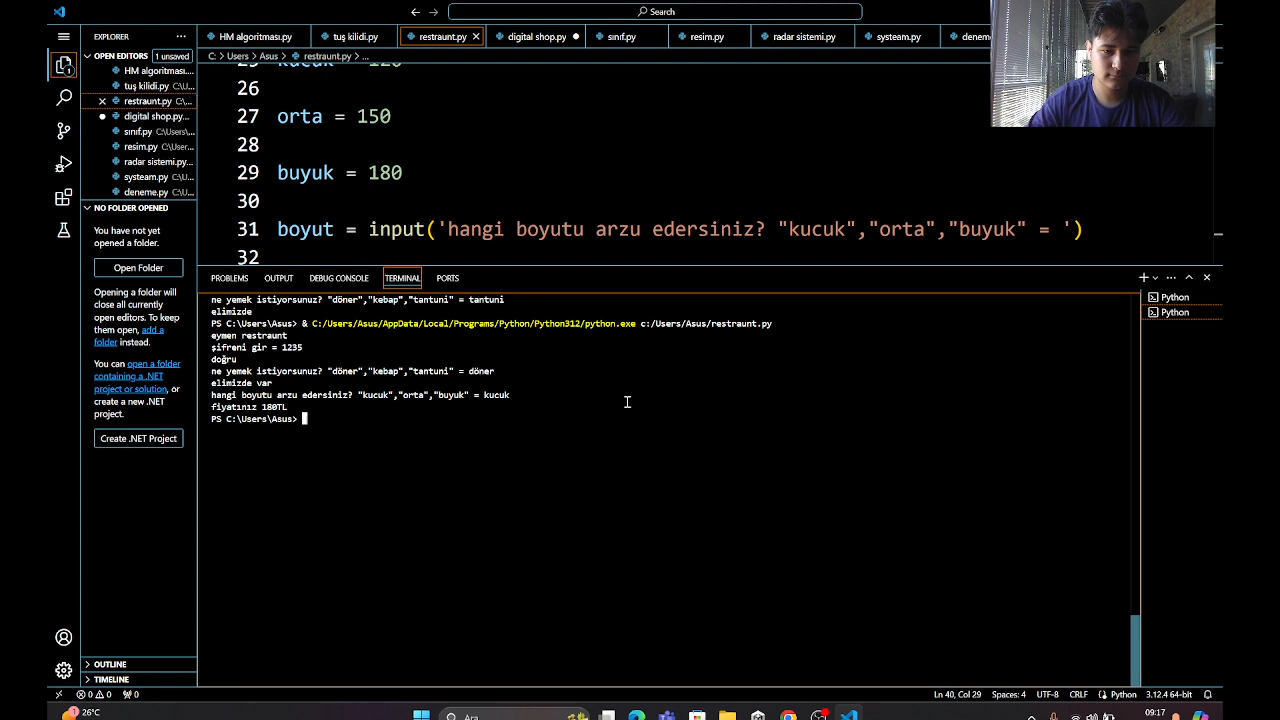 Search
EXPLORER
HM algoritması.py
tuş kilidi.py
restraunt.py
digital shop.py
sınıf.py
resim.py
radar sistemi.py
systeam.py
OPEN EDITORS 1 unsaved
C: > Users > Asus > restraunt.py > ...
HM algoritması....
tuş kilidi.py C:\U...
restraunt.py C:\...
digital shop.py...
sınıf.py C:\Users\...
resim.py C:\User...
radar sistemi.py...
systeam.py C:\U...
deneme.py C:\U...
26
27 orta = 150
28
29 buyuk = 180
30
31 boyut = input('hangi boyutu arzu edersiniz? "kucuk","orta","buyuk" = ')
32
NO FOLDER OPENED
You have not yet
opened a folder.
Open Folder
Opening a folder will
close all currently
open editors. To keep
them open, add a
folder instead.
You can open a folder
containing a .NET
project or solution, or
create a new .NET
project.
Create .NET Project
PROBLEMS OUTPUT DEBUG CONSOLE TERMINAL PORTS
ne yemek istiyorsunuz? "döner","kebap","tantuni" = tantuni
elimizde
PS C:\Users\Asus> & C:/Users/Asus/AppData/Local/Programs/Python/Python312/python.exe c:/Users/Asus/restraunt.py
eymen restraunt
şifreni gir = 1235
doğru
ne yemek istiyorsunuz? "döner","kebap","tantuni" = döner
elimizde var
hangi boyutu arzu edersiniz? "kucuk","orta","buyuk" = kucuk
fiyatınız 180TL
PS C:\Users\Asus>
Python
Python
OUTLINE
TIMELINE
0 0 0
Ln 40, Col 29 Spaces: 4 UTF-8 CRLF Python 3.12.4 64-bit
1
26°C
Ara
09:17